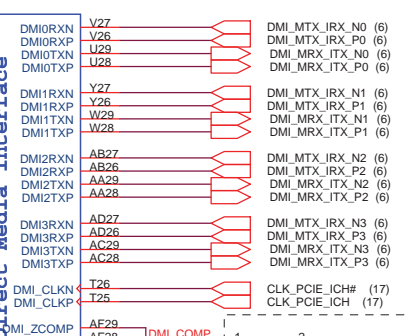 DMI0RXN V27 DMI_MTX_IRX_N0 (6)
DMI0RXP V26 DMI_MTX_IRX_P0 (6)
DMI0TXN U29 DMI_MRX_ITX_N0 (6)
DMI0TXP U28 DMI_MRX_ITX_P0 (6)
DMI1RXN Y27 DMI_MTX_IRX_N1 (6)
DMI1RXP Y26 DMI_MTX_IRX_P1 (6)
DMI1TXN W29 DMI_MRX_ITX_N1 (6)
DMI1TXP W28 DMI_MRX_ITX_P1 (6)
DMI2RXN AB27 DMI_MTX_IRX_N2 (6)
DMI2RXP AB26 DMI_MTX_IRX_P2 (6)
DMI2TXN AA29 DMI_MRX_ITX_N2 (6)
DMI2TXP AA28 DMI_MRX_ITX_P2 (6)
DMI3RXN AD27 DMI_MTX_IRX_N3 (6)
DMI3RXP AD26 DMI_MTX_IRX_P3 (6)
DMI3TXN AC29 DMI_MRX_ITX_N3 (6)
DMI3TXP AC28 DMI_MRX_ITX_P3 (6)
DMI_CLKN T26 CLK_PCIE_ICH# (17)
DMI_CLKP T25 CLK_PCIE_ICH (17)
DMI_ZCOMP AF29
AF28 DMI_COMP 1 2
Media Interface